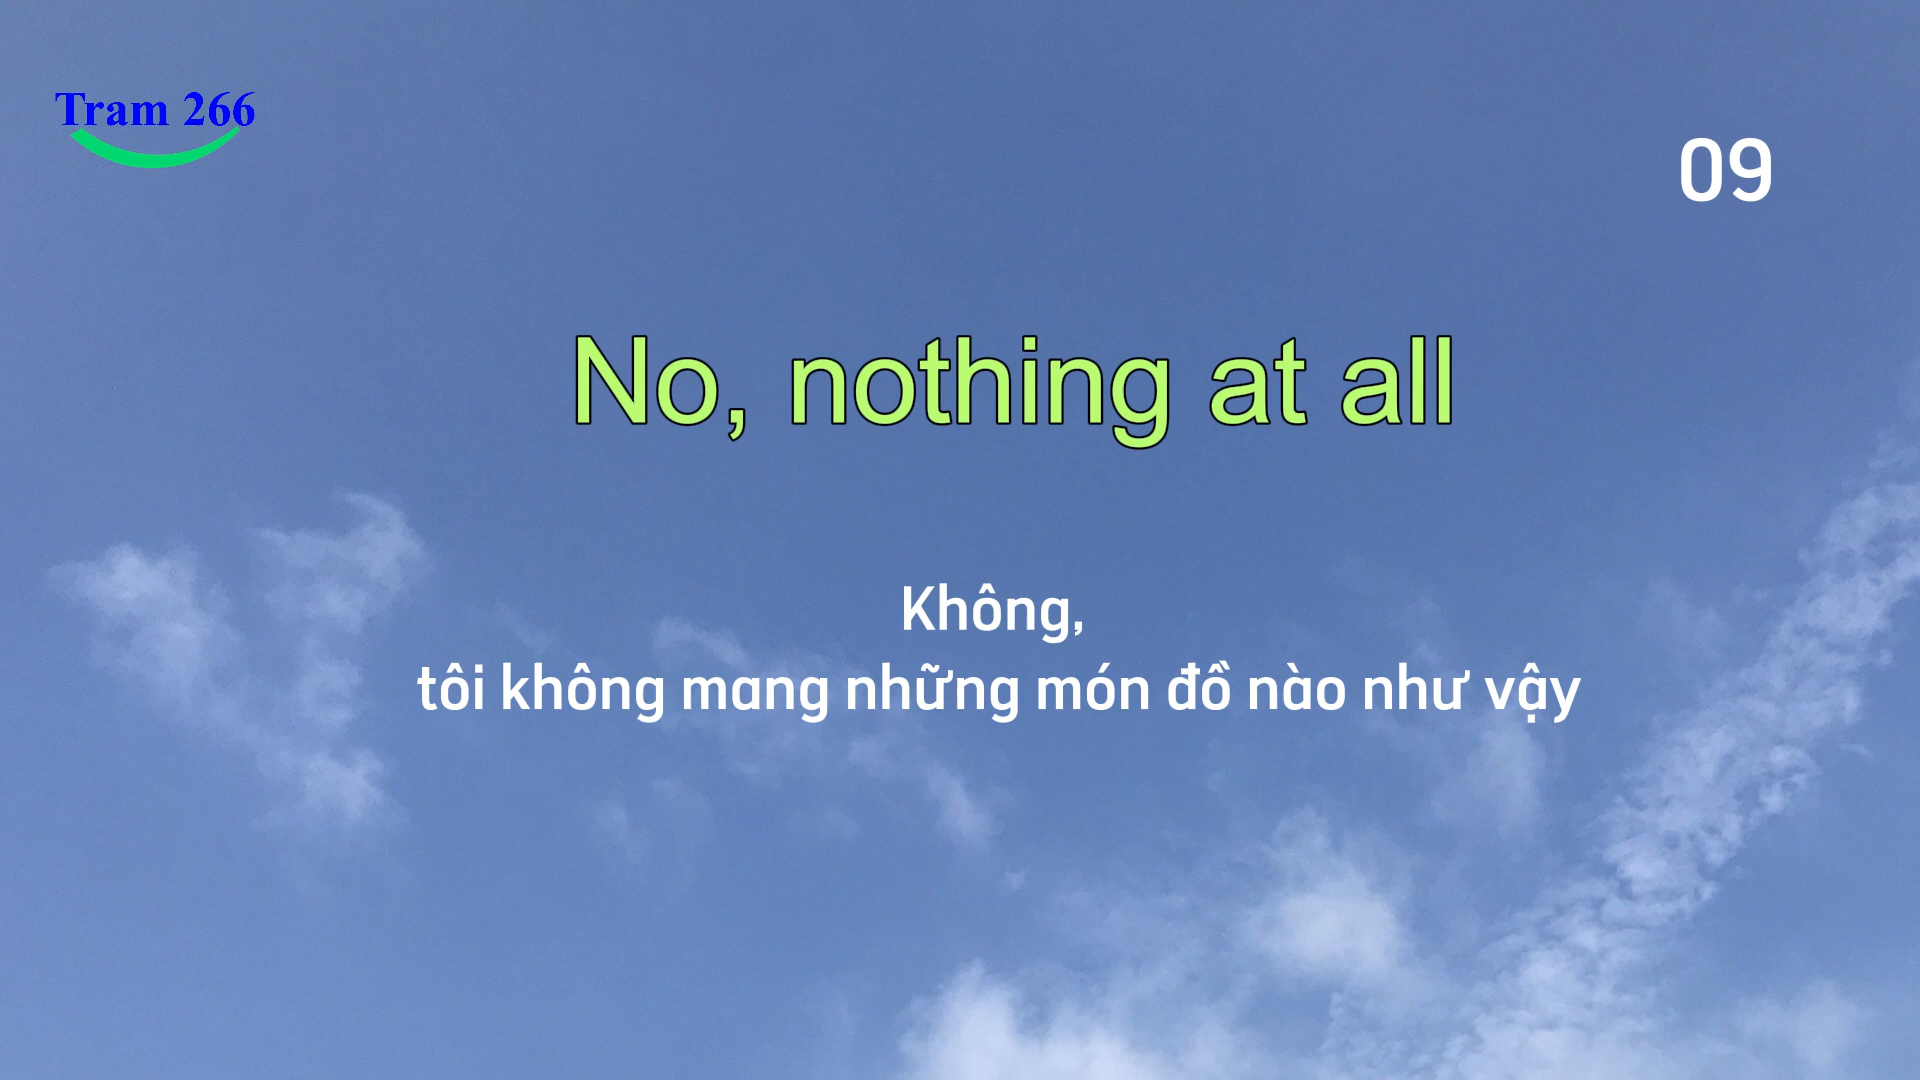 Tram 266
09
No, nothing at all
Không,
tôi không mang những món đồ nào như vậy